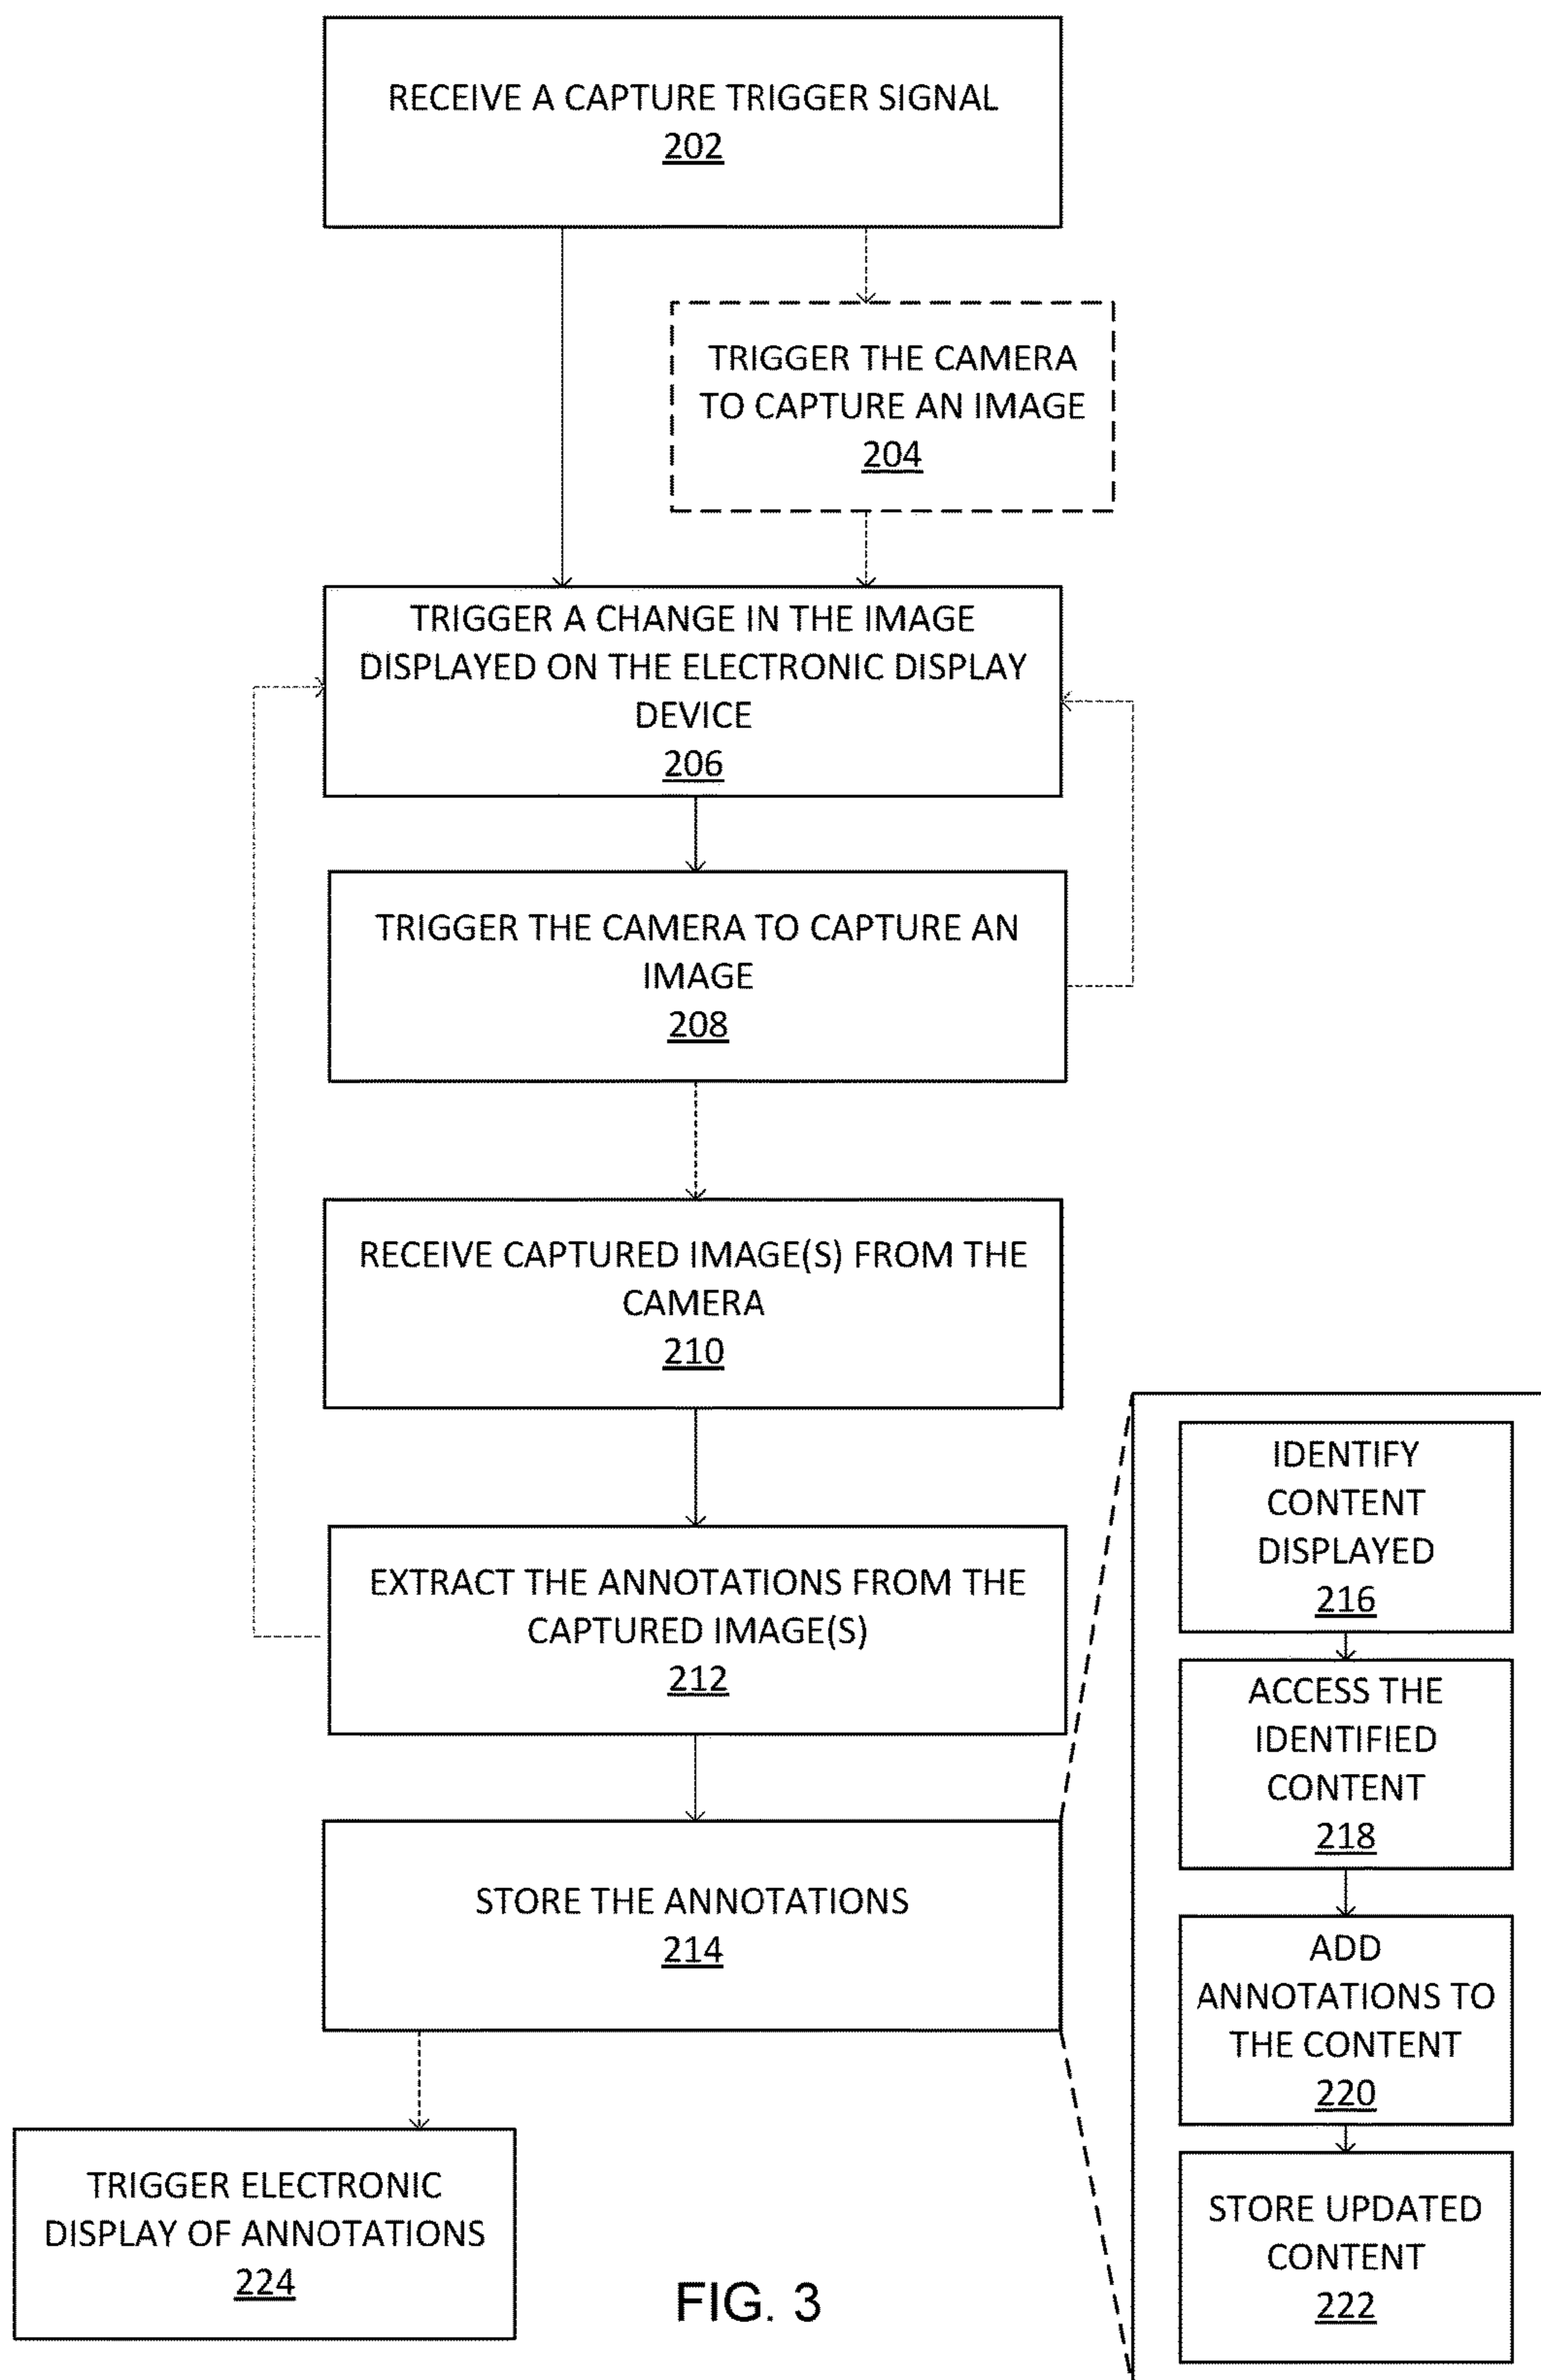 RECEIVE A CAPTURE TRIGGER SIGNAL
202
TRIGGER THE CAMERA
TO CAPTURE AN IMAGE
204
TRIGGER A CHANGE IN THE IMAGE
DISPLAYED ON THE ELECTRONIC DISPLAY
DEVICE
206
TRIGGER THE CAMERA TO CAPTURE AN
IMAGE
208
RECEIVE CAPTURED IMAGE(S) FROM THE
CAMERA
210
EXTRACT THE ANNOTATIONS FROM THE
CAPTURED IMAGE(S)
212
STORE THE ANNOTATIONS
214
IDENTIFY
CONTENT
DISPLAYED
216
ACCESS THE
IDENTIFIED
CONTENT
218
ADD
ANNOTATIONS TO
THE CONTENT
220
STORE UPDATED
CONTENT
222
TRIGGER ELECTRONIC
DISPLAY OF ANNOTATIONS
224
FIG. 3